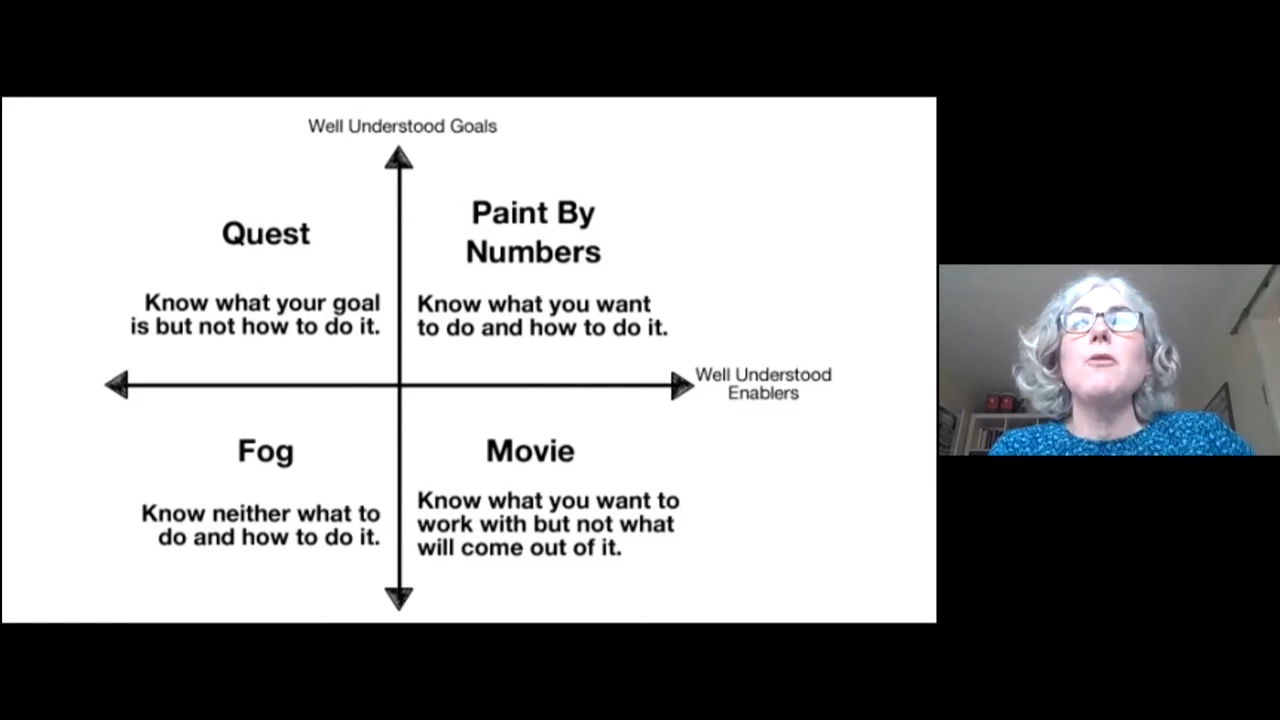 Well Understood Goals
Quest
Paint By
Numbers
Know what your goal
is but not how to do it.
Know what you want
to do and how to do it.
Well Understood
Enablers
Fog
Movie
Know neither what to
do and how to do it.
Know what you want to
work with but not what
will come out of it.